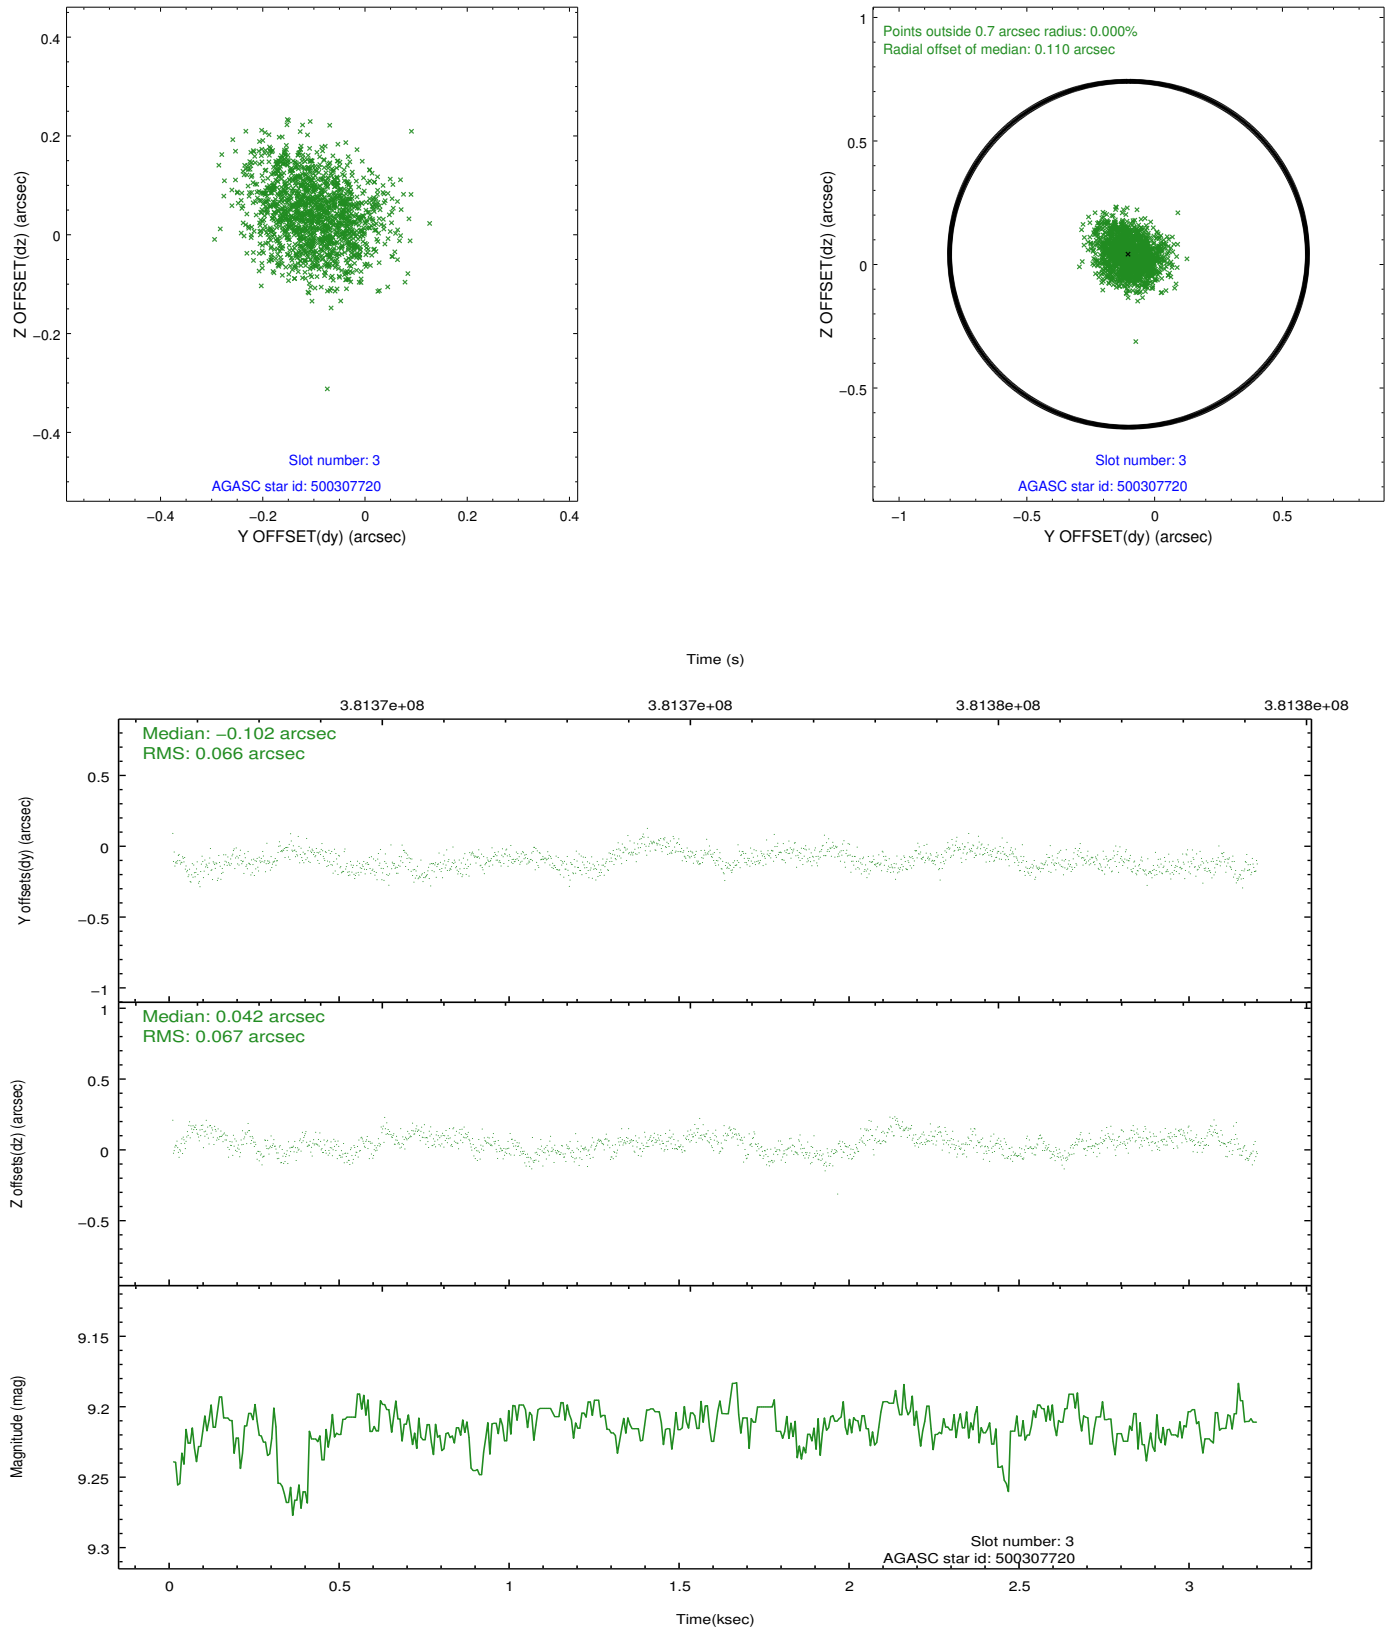 0.4
0.2
0
−0.2
−0.4
Z OFFSET(dz) (arcsec)
Slot number: 3
AGASC star id: 500307720
−0.4 −0.2 0 0.2 0.4
Y OFFSET(dy) (arcsec)
Points outside 0.7 arcsec radius: 0.000%
Radial offset of median: 0.110 arcsec
1
0.5
0
−0.5
Z OFFSET(dz) (arcsec)
Slot number: 3
AGASC star id: 500307720
−1 −0.5 0 0.5
Y OFFSET(dy) (arcsec)
Time (s)
3.8137e+08 3.8137e+08 3.8138e+08 3.8138e+08
Median: −0.102 arcsec
RMS: 0.066 arcsec
0.5
0
−0.5
−1
Y offsets(dy) (arcsec)
Median: 0.042 arcsec
RMS: 0.067 arcsec
1
0.5
0
−0.5
Z offsets(dz) (arcsec)
9.15
9.2
9.25
9.3
Magnitude (mag)
Slot number: 3
AGASC star id: 500307720
0 0.5 1 1.5 2 2.5 3
Time(ksec)